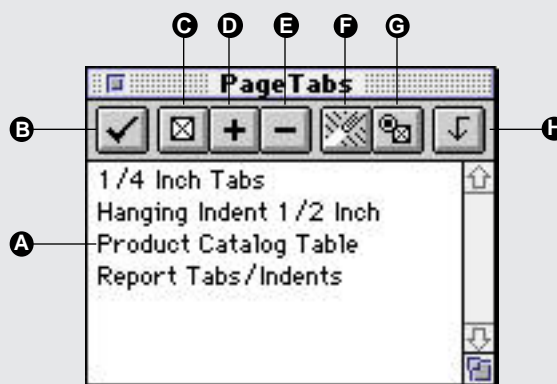 C D E F G
PageTabs
B H
1/4 Inch Tabs
Hanging Indent 1/2 Inch
A Product Catalog Table
Report Tabs/Indents